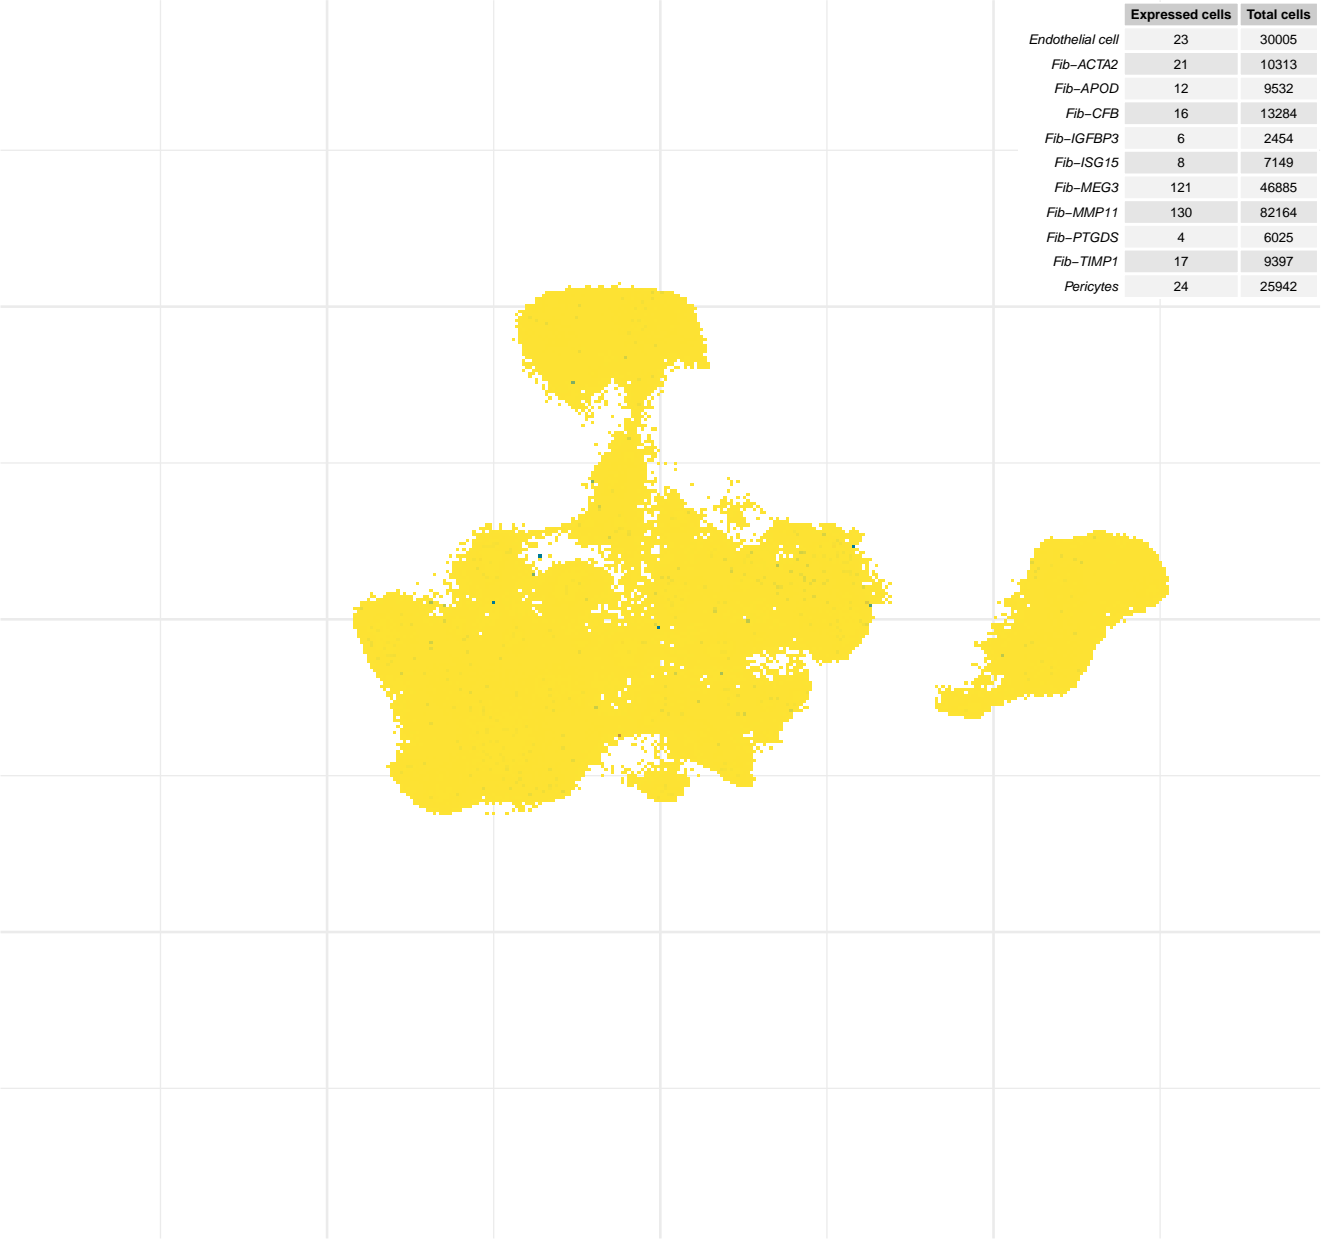 Expressed cells Total cells
Endothelial cell 23 30005
Fib−ACTA2 21 10313
Fib−APOD 12 9532
Fib−CFB 16 13284
Fib−IGFBP3 6 2454
Fib−ISG15 8 7149
Fib−MEG3 121 46885
Fib−MMP11 130 82164
Fib−PTGDS 4 6025
Fib−TIMP1 17 9397
Pericytes 24 25942